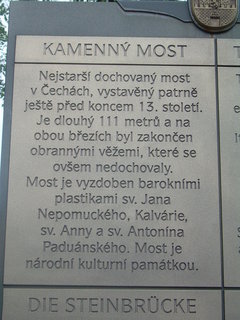 KAMENNÝ MOST
Nejstarší dochovaný most
v Čechách, vystavěný patrně
ještě před koncem 13. století.
Je dlouhý 111 metrů a na
obou březích byl zakončen
obrannými věžemi, které se
ovšem nedochovaly.
Most je vyzdoben barokními
plastikami sv. Jana
Nepomuckého, Kalvárie,
sv. Anny a sv. Antonína
Paduánského. Most je
národní kulturní památkou.
DIE STEINBRÜCKE